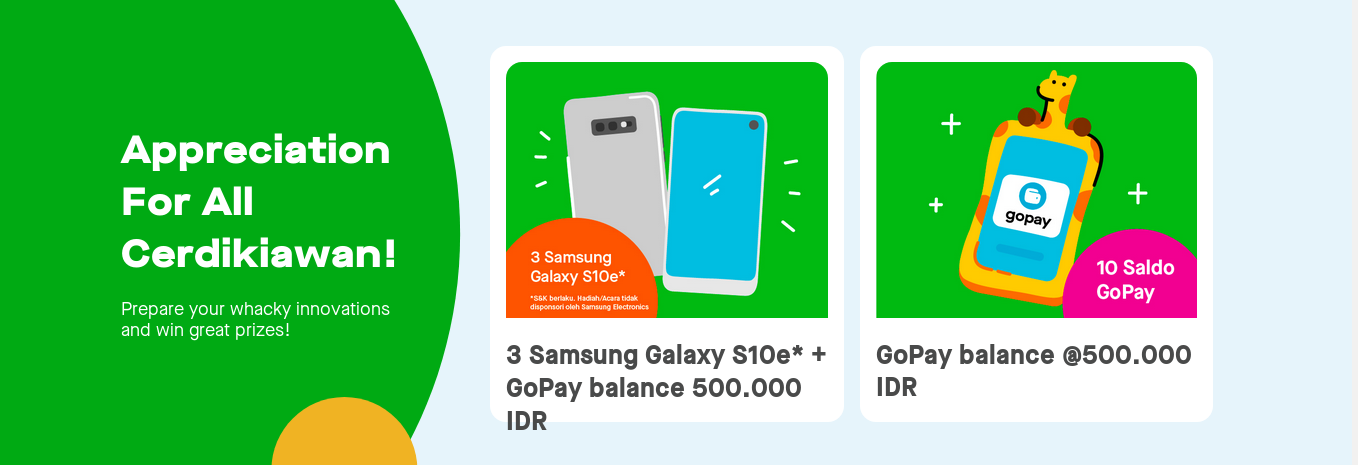 Appreciation
For All
Cerdikiawan!
Prepare your whacky innovations
and win great prizes!
3 Samsung
Galaxy S10e*
*S&K berlaku. Hadiah/Acara tidak
disponsori oleh Samsung Electronics
3 Samsung Galaxy S10e* +
GoPay balance 500.000
IDR
gopay
10 Saldo
GoPay
GoPay balance @500.000
IDR